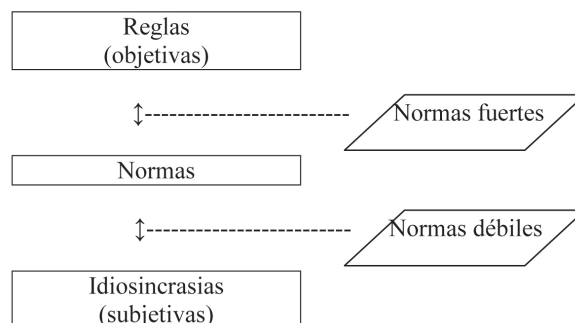 Reglas
(objetivas)
Normas fuertes
Normas
Normas débiles
Idiosincrasias
(subjetivas)